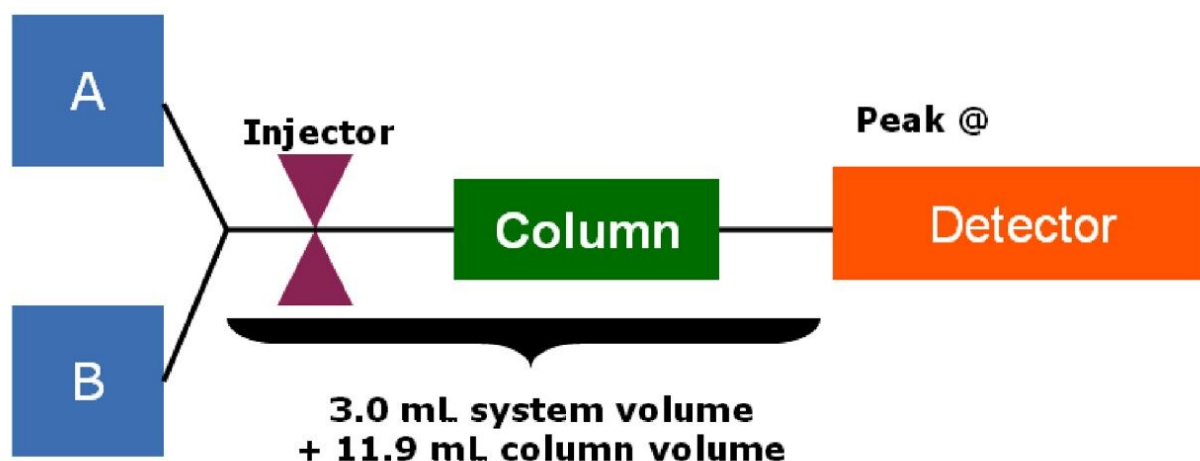 A
Injector
Peak @
Column
Detector
B
3.0 mL system volume
+ 11.9 mL column volume